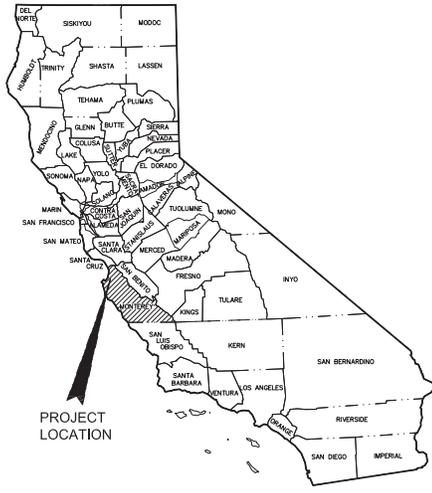 DEL
NORTE
SISKIYOU
MODOC
HUMBOLDT
TRINITY
SHASTA
LASSEN
TEHAMA
PLUMAS
MENDOCINO
GLENN
BUTTE
SIERRA
NEVADA
COLUSA
SUTTER
YUBA
PLACER
LAKE
EL DORADO
SONOMA
NAPA
YOLO
SACRA
MENTO
AMADOR
ALPINE
SOLANO
CALAVERAS
TUOLUMNE
MONO
MARIN
CONTRA
COSTA
SAN
JOAQUIN
SAN FRANCISCO
ALAMEDA
STANISLAUS
MARIPOSA
SAN MATEO
SANTA
CLARA
MERCED
SANTA
CRUZ
MADERA
SAN BENITO
FRESNO
INYO
MONTEREY
KINGS
TULARE
SAN
LUIS
OBISPO
KERN
SAN BERNARDINO
SANTA
BARBARA
VENTURA
LOS ANGELES
PROJECT
LOCATION
ORANGE
RIVERSIDE
SAN DIEGO
IMPERIAL